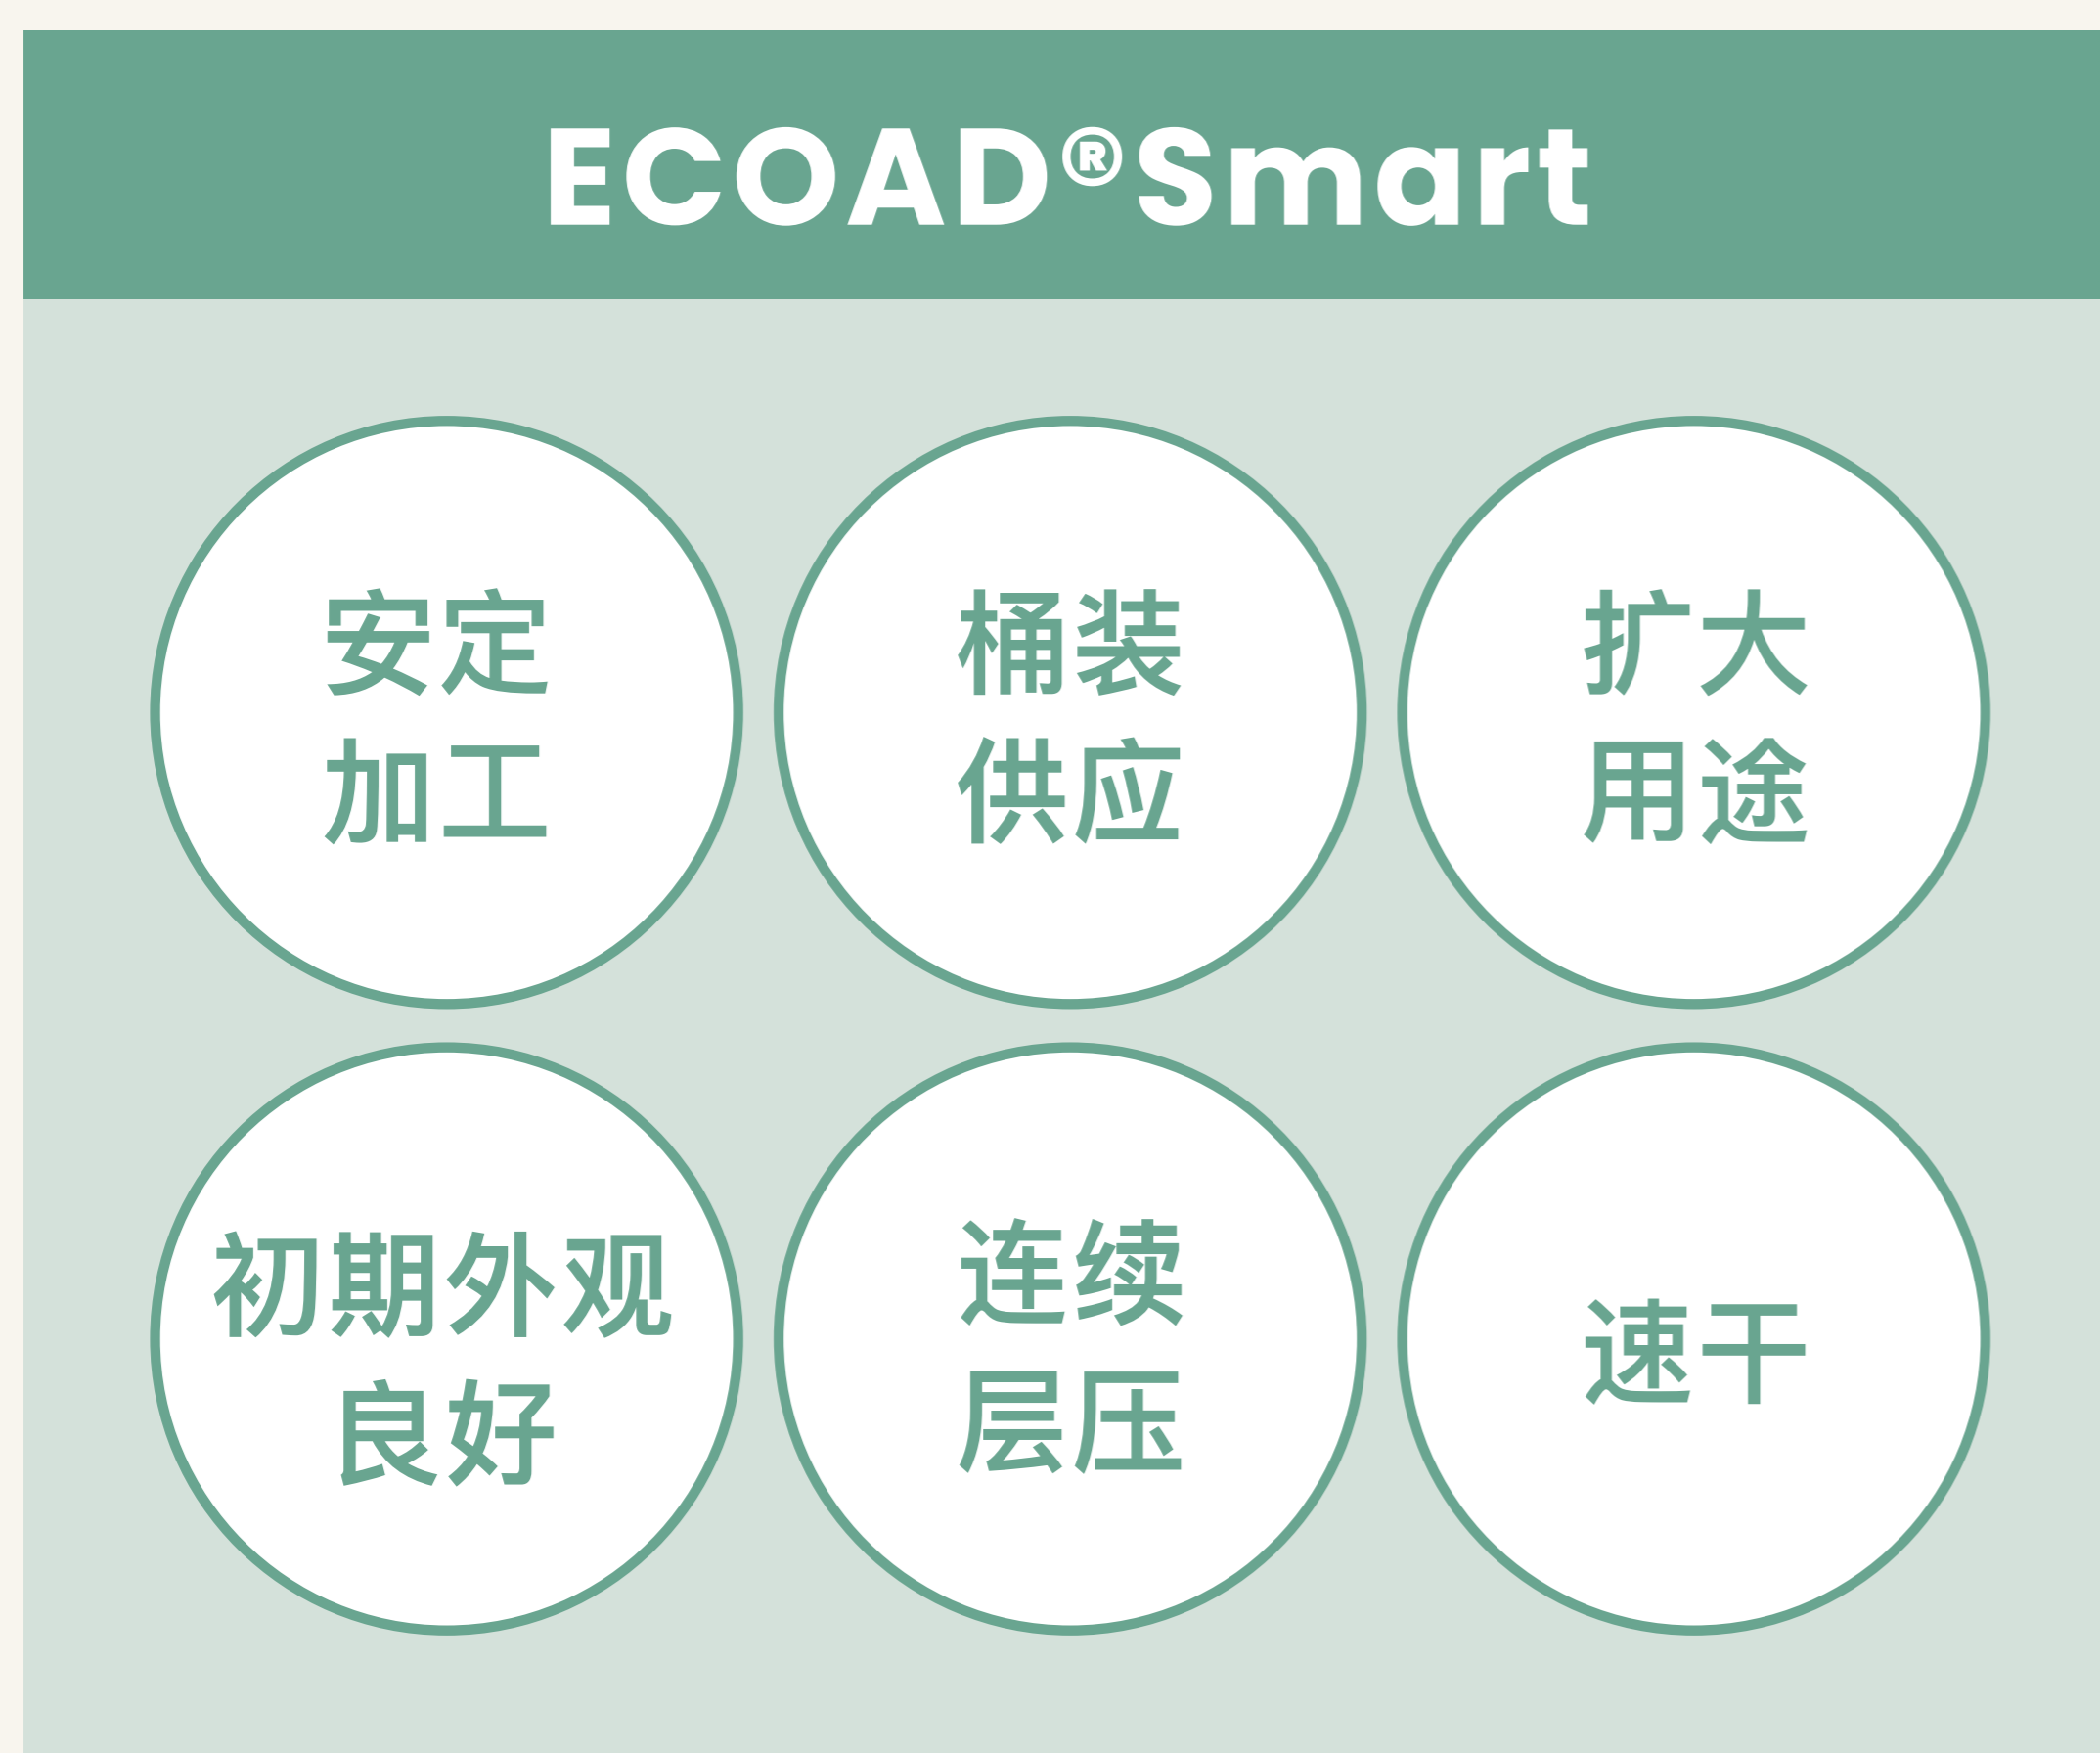 ECOAD®Smart
安定
加工
桶装
供应
扩大
用途
初期外观
良好
连续
层压
速干